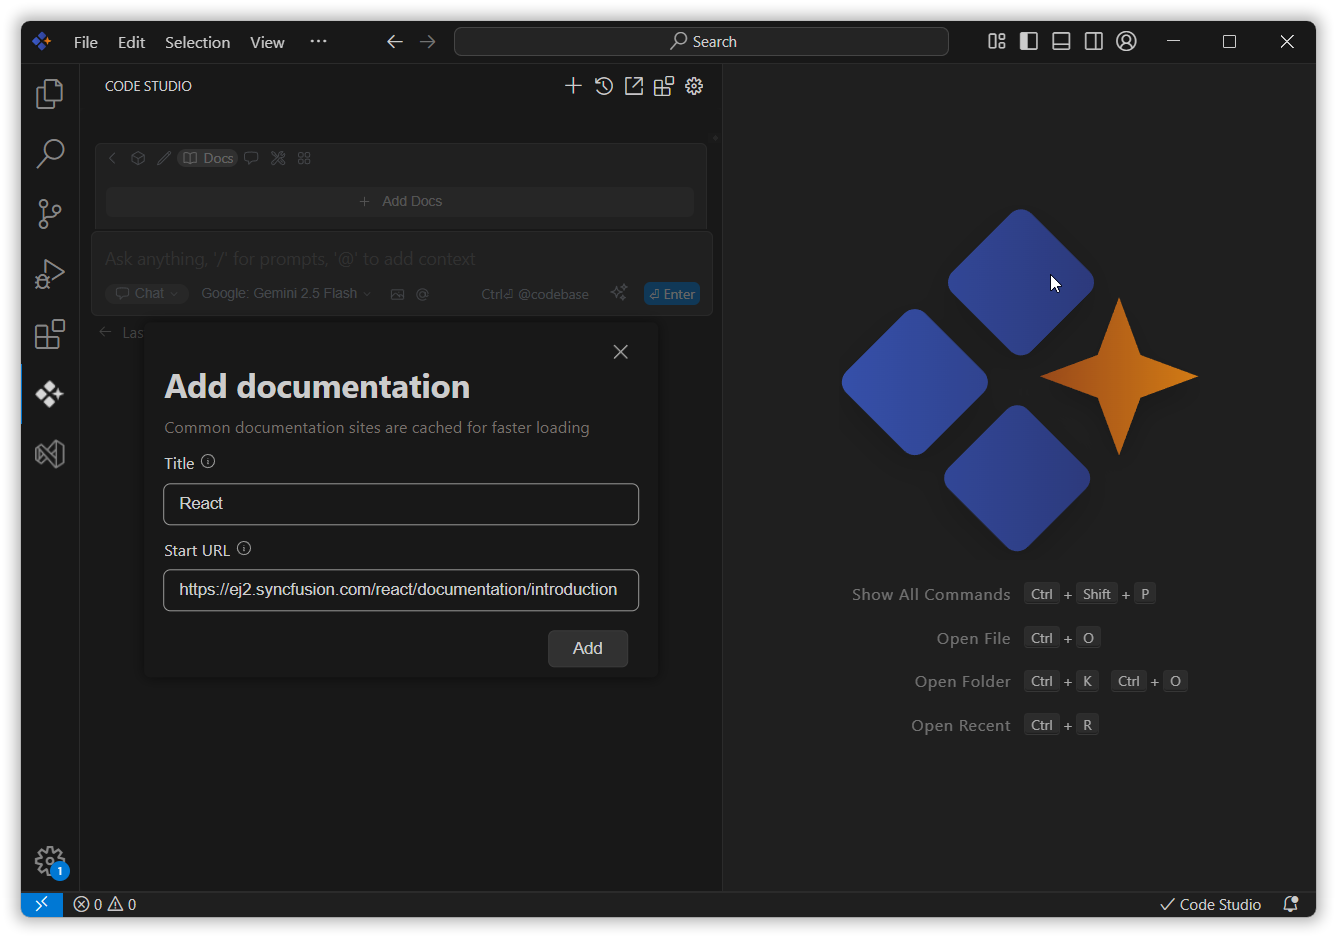 File Edit Selection View ··· Search
CODE STUDIO
Docs
+ Add Docs
Ask anything, '/' for prompts, '@' to add context
Chat Google: Gemini 2.5 Flash @ Ctrl⏎ @codebase ⏎ Enter
Las
Add documentation
Common documentation sites are cached for faster loading
Title
React
Start URL
https://ej2.syncfusion.com/react/documentation/introduction
Add
Show All Commands Ctrl + Shift + P
Open File Ctrl + O
Open Folder Ctrl + K Ctrl + O
Open Recent Ctrl + R
1
0 0 Code Studio